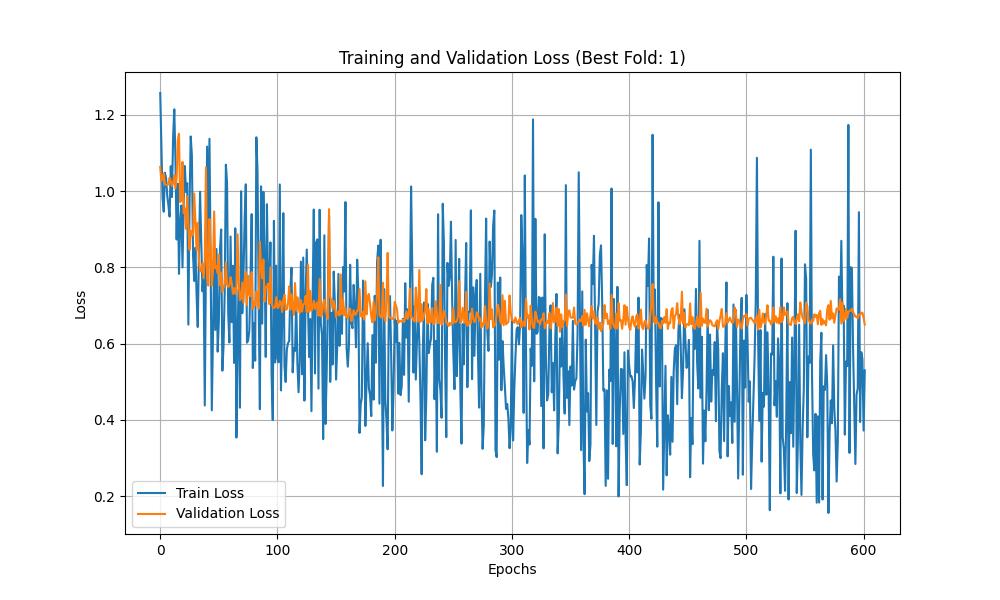 Training and Validation Loss (Best Fold: 1)
1.2
1.0
0.8
0.6
0.4
0.2
Loss
Train Loss
Validation Loss
0 100 200 300 400 500 600
Epochs